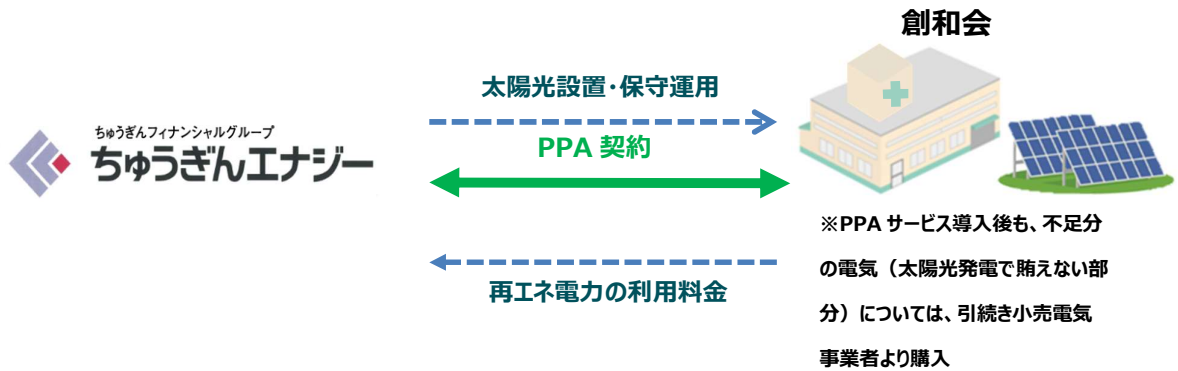 創和会
太陽光設置・保守運用
PPA 契約
ちゅうぎんフィナンシャルグループ
ちゅうぎんエナジー
再エネ電力の利用料金
※PPA サービス導入後も、不足分
の電気（太陽光発電で賄えない部
分）については、引続き小売電気
事業者より購入